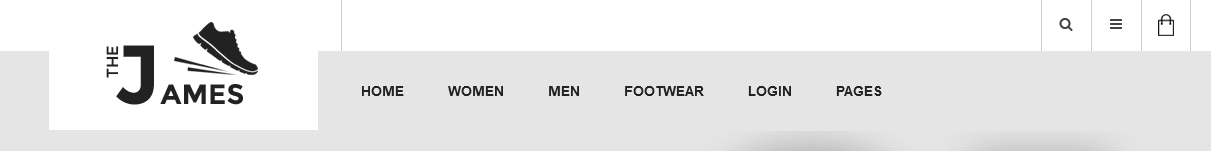 THE
JAMES
HOME WOMEN MEN FOOTWEAR LOGIN PAGES